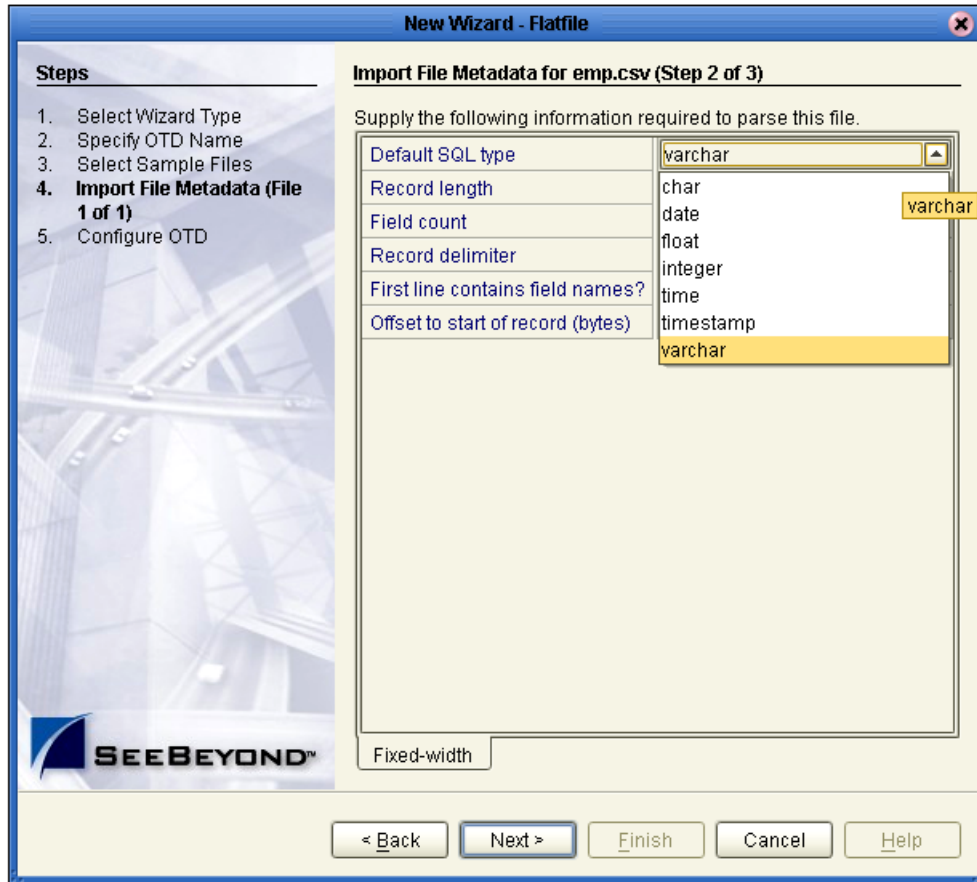 New Wizard - Flatfile
Steps
1. Select Wizard Type
2. Specify OTD Name
3. Select Sample Files
4. Import File Metadata (File
1 of 1)
5. Configure OTD
Import File Metadata for emp.csv (Step 2 of 3)
Supply the following information required to parse this file.
Default SQL type varchar
Record length
Field count
Record delimiter
First line contains field names?
Offset to start of record (bytes)
char
date
float
integer
time
timestamp
varchar
varchar
Fixed-width
SEEBEYOND™
< Back Next > Finish Cancel Help